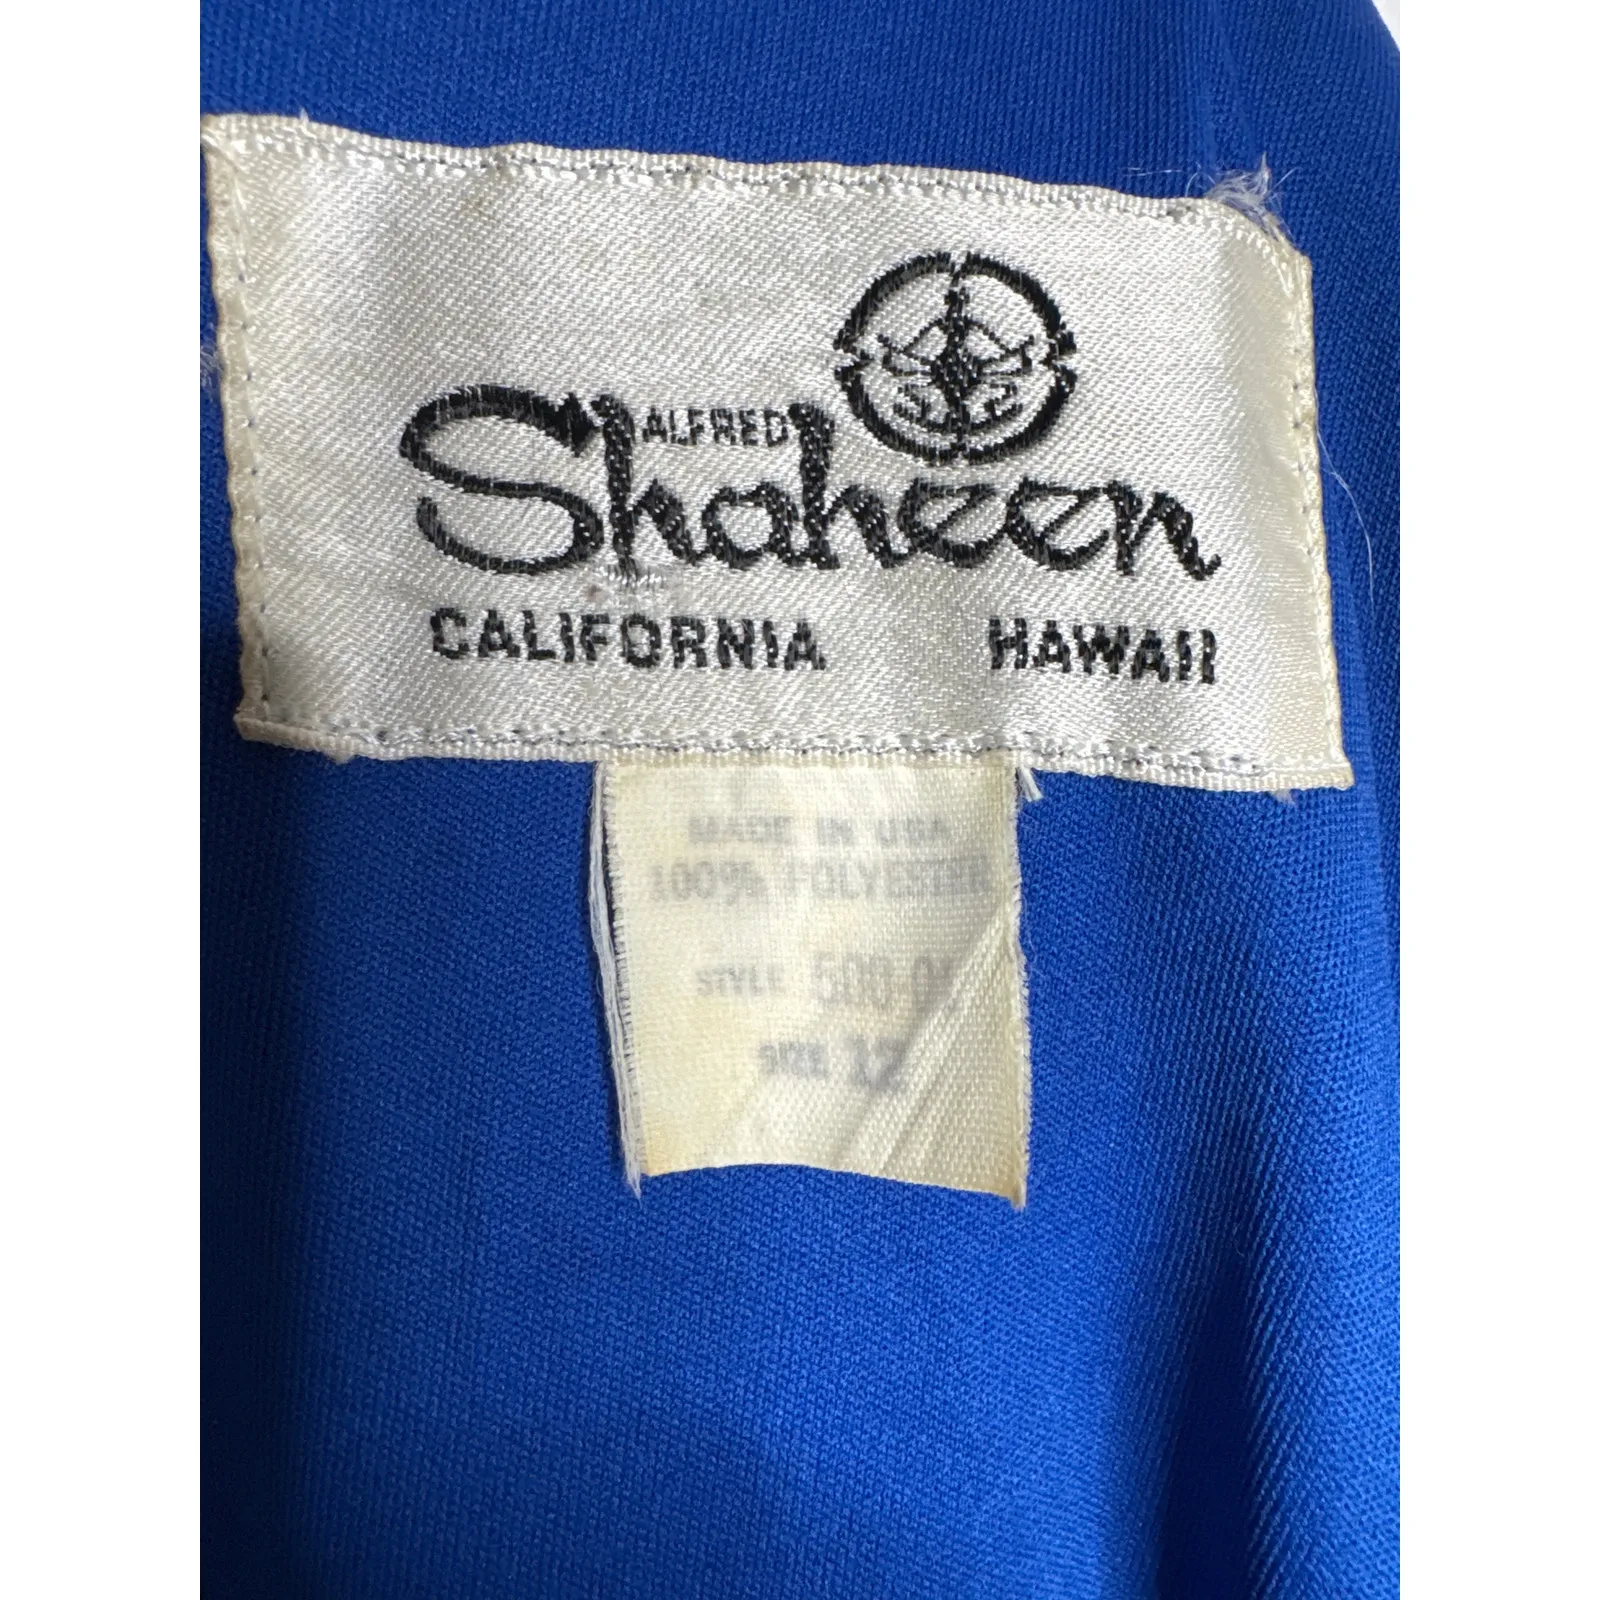 ALFRED
Shaheen
CALIFORNIA HAWAII
MADE IN USA
100% POLYESTER
STYLE
SIZE 12